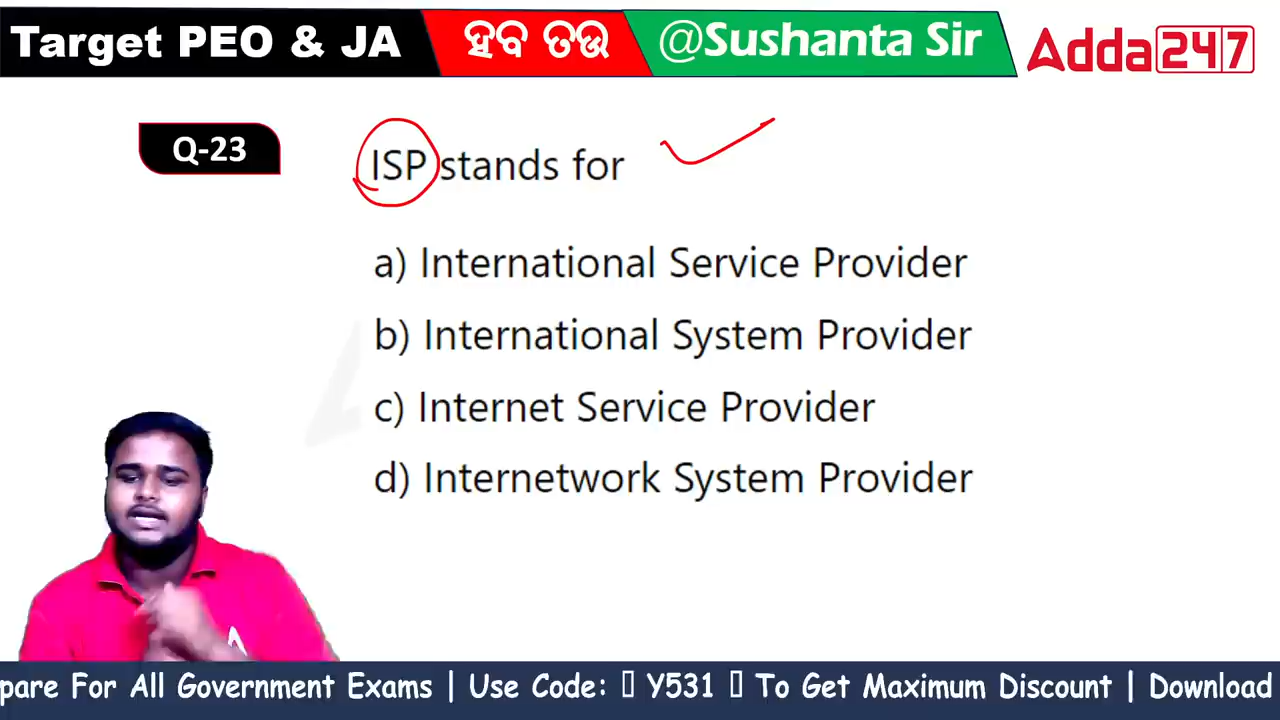 Target PEO & JA
ହବ ତଉ
@Sushanta Sir
Adda247
Q-23
ISP stands for
a) International Service Provider
b) International System Provider
c) Internet Service Provider
d) Internetwork System Provider
pare For All Government Exams | Use Code: Y531 To Get Maximum Discount | Download